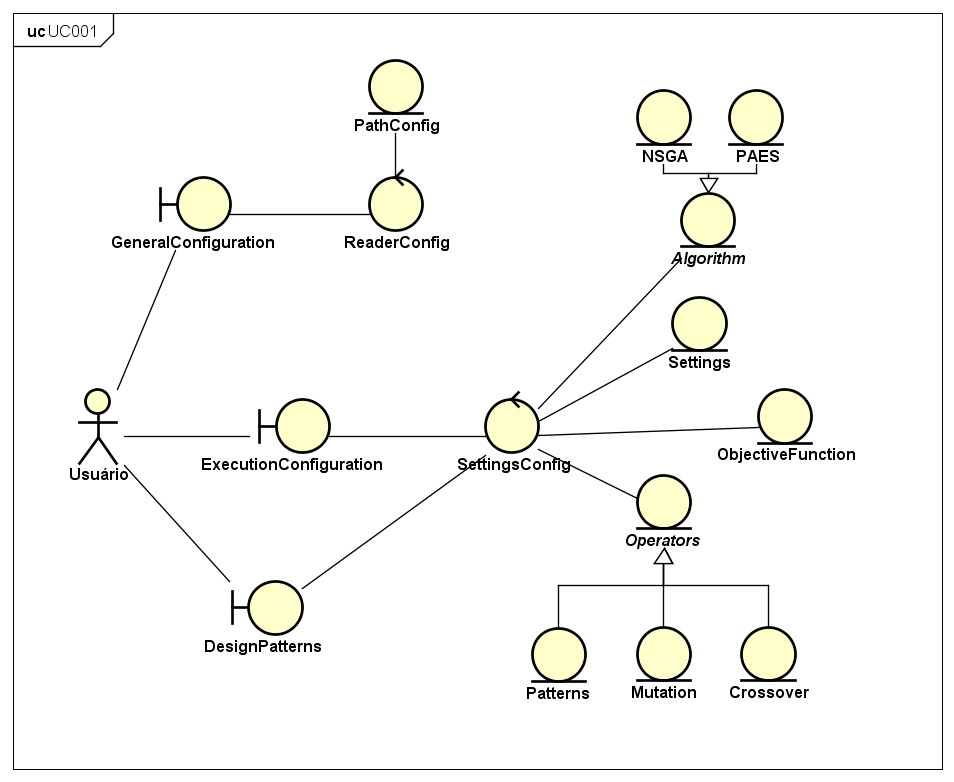 uc UC001
PathConfig
NSGA
PAES
GeneralConfiguration
ReaderConfig
Algorithm
Settings
Usuário
ExecutionConfiguration
SettingsConfig
ObjectiveFunction
Operators
DesignPatterns
Patterns
Mutation
Crossover